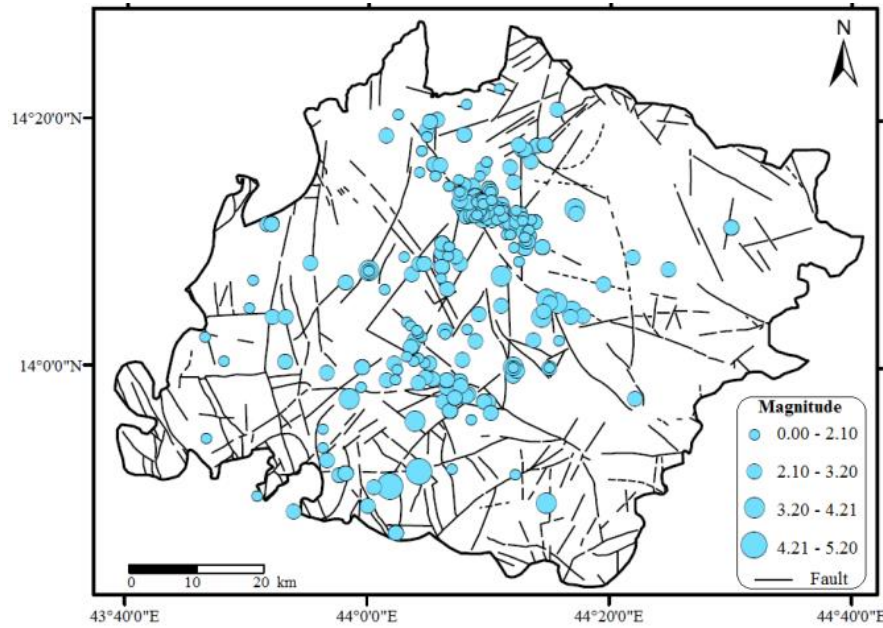 N
14°20'0"N
14°0'0"N
Magnitude
0.00 - 2.10
2.10 - 3.20
3.20 - 4.21
4.21 - 5.20
Fault
0 10 20 km
43°40'0"E 44°0'0"E 44°20'0"E 44°40'0"E